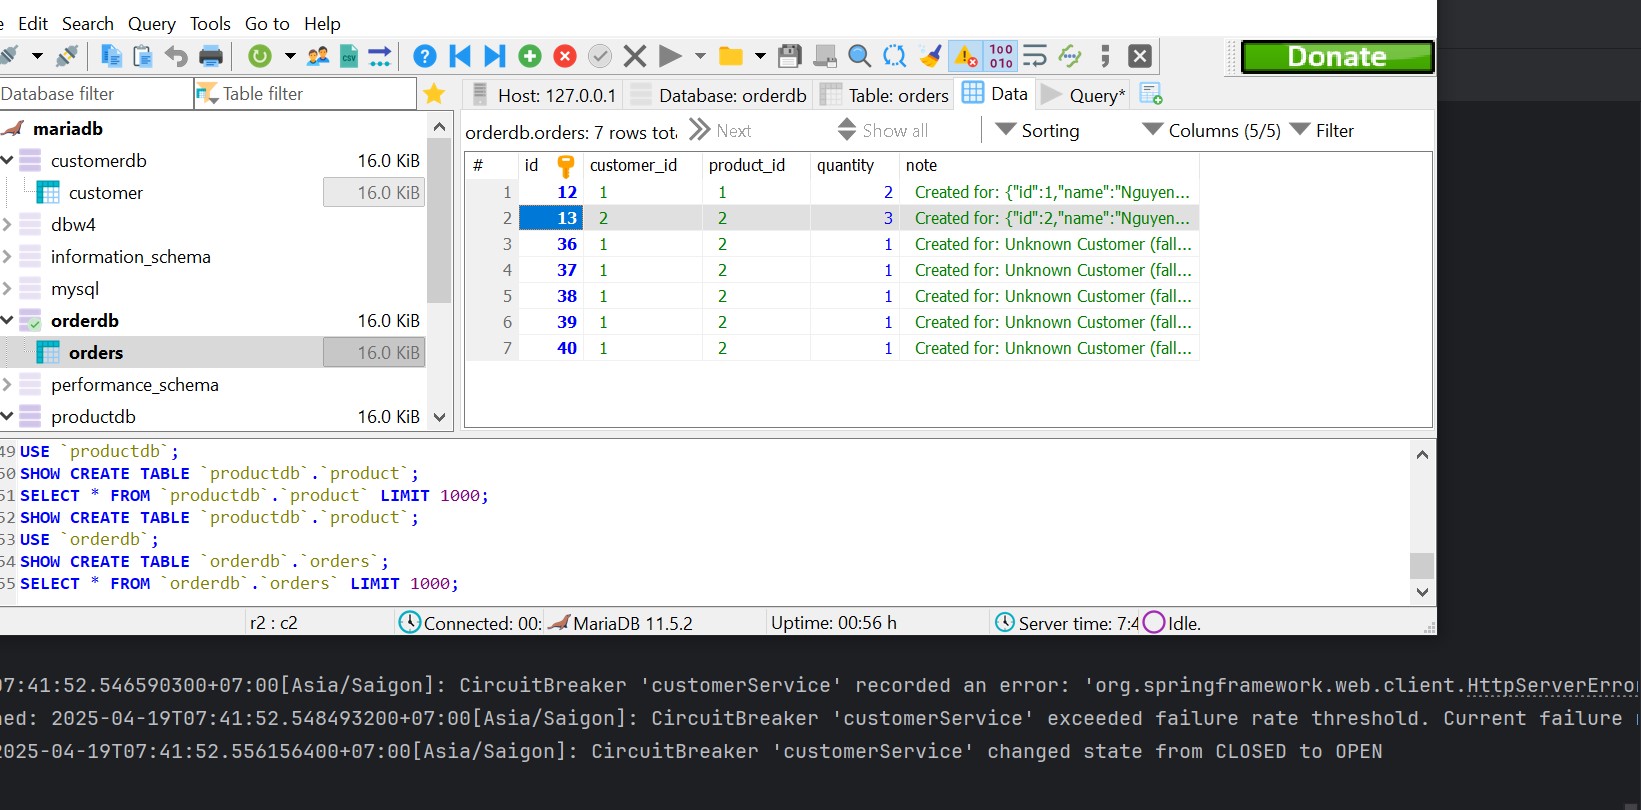 Edit Search Query Tools Go to Help
Donate
Database filter Table filter
Host: 127.0.0.1 Database: orderdb Table: orders Data Query*
mariadb
customerdb 16.0 KiB
customer 16.0 KiB
dbw4
information_schema
mysql
orderdb 16.0 KiB
orders 16.0 KiB
performance_schema
productdb 16.0 KiB
orderdb.orders: 7 rows Next Show all Sorting Columns (5/5) Filter
# id customer_id product_id quantity note
1 12 1 1 2 Created for: {"id":1,"name":"Nguyen...
2 13 2 2 3 Created for: {"id":2,"name":"Nguyen...
3 36 1 2 1 Created for: Unknown Customer (fall...
4 37 1 2 1 Created for: Unknown Customer (fall...
5 38 1 2 1 Created for: Unknown Customer (fall...
6 39 1 2 1 Created for: Unknown Customer (fall...
7 40 1 2 1 Created for: Unknown Customer (fall...
49 USE `productdb`;
50 SHOW CREATE TABLE `productdb`.`product`;
51 SELECT * FROM `productdb`.`product` LIMIT 1000;
52 SHOW CREATE TABLE `productdb`.`product`;
53 USE `orderdb`;
54 SHOW CREATE TABLE `orderdb`.`orders`;
55 SELECT * FROM `orderdb`.`orders` LIMIT 1000;
r2 : c2 Connected: 00: MariaDB 11.5.2 Uptime: 00:56 h Server time: 7:4 Idle.
07:41:52.546590300+07:00[Asia/Saigon]: CircuitBreaker 'customerService' recorded an error: 'org.springframework.web.client.HttpServerErro
ned: 2025-04-19T07:41:52.548493200+07:00[Asia/Saigon]: CircuitBreaker 'customerService' exceeded failure rate threshold. Current failure
2025-04-19T07:41:52.556156400+07:00[Asia/Saigon]: CircuitBreaker 'customerService' changed state from CLOSED to OPEN